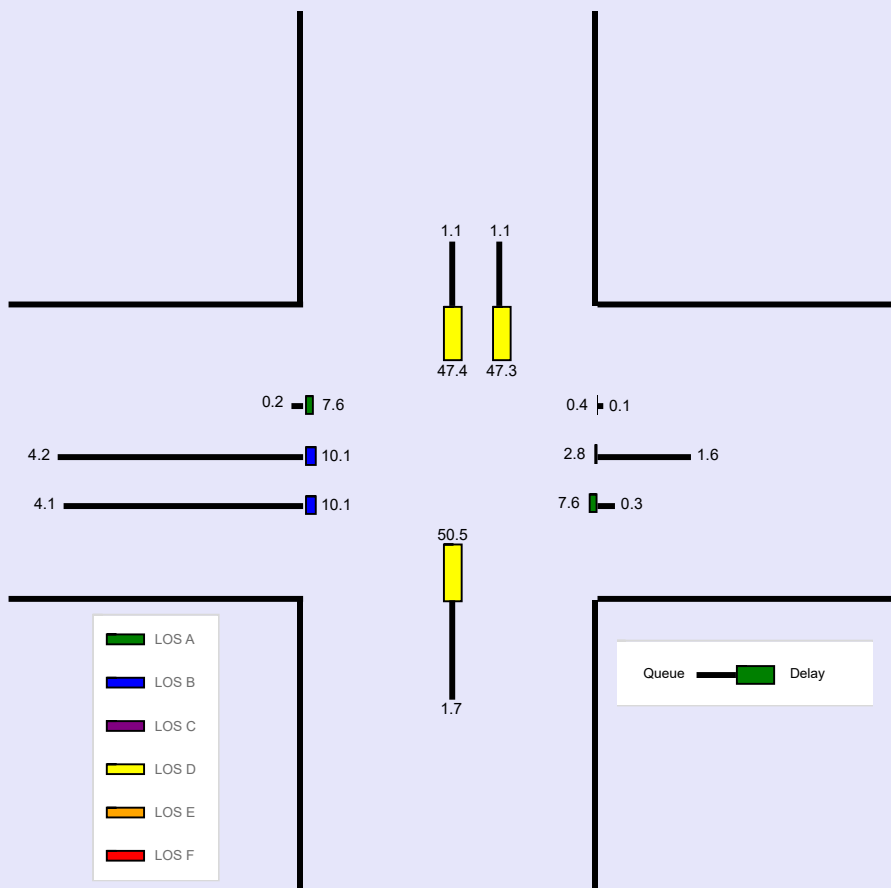 1.1 1.1
47.4 47.3
0.2 7.6 0.4 0.1
4.2 10.1 2.8 1.6
4.1 10.1 7.6 0.3
50.5
1.7
LOS A
LOS B
LOS C
LOS D
LOS E
LOS F
Queue Delay